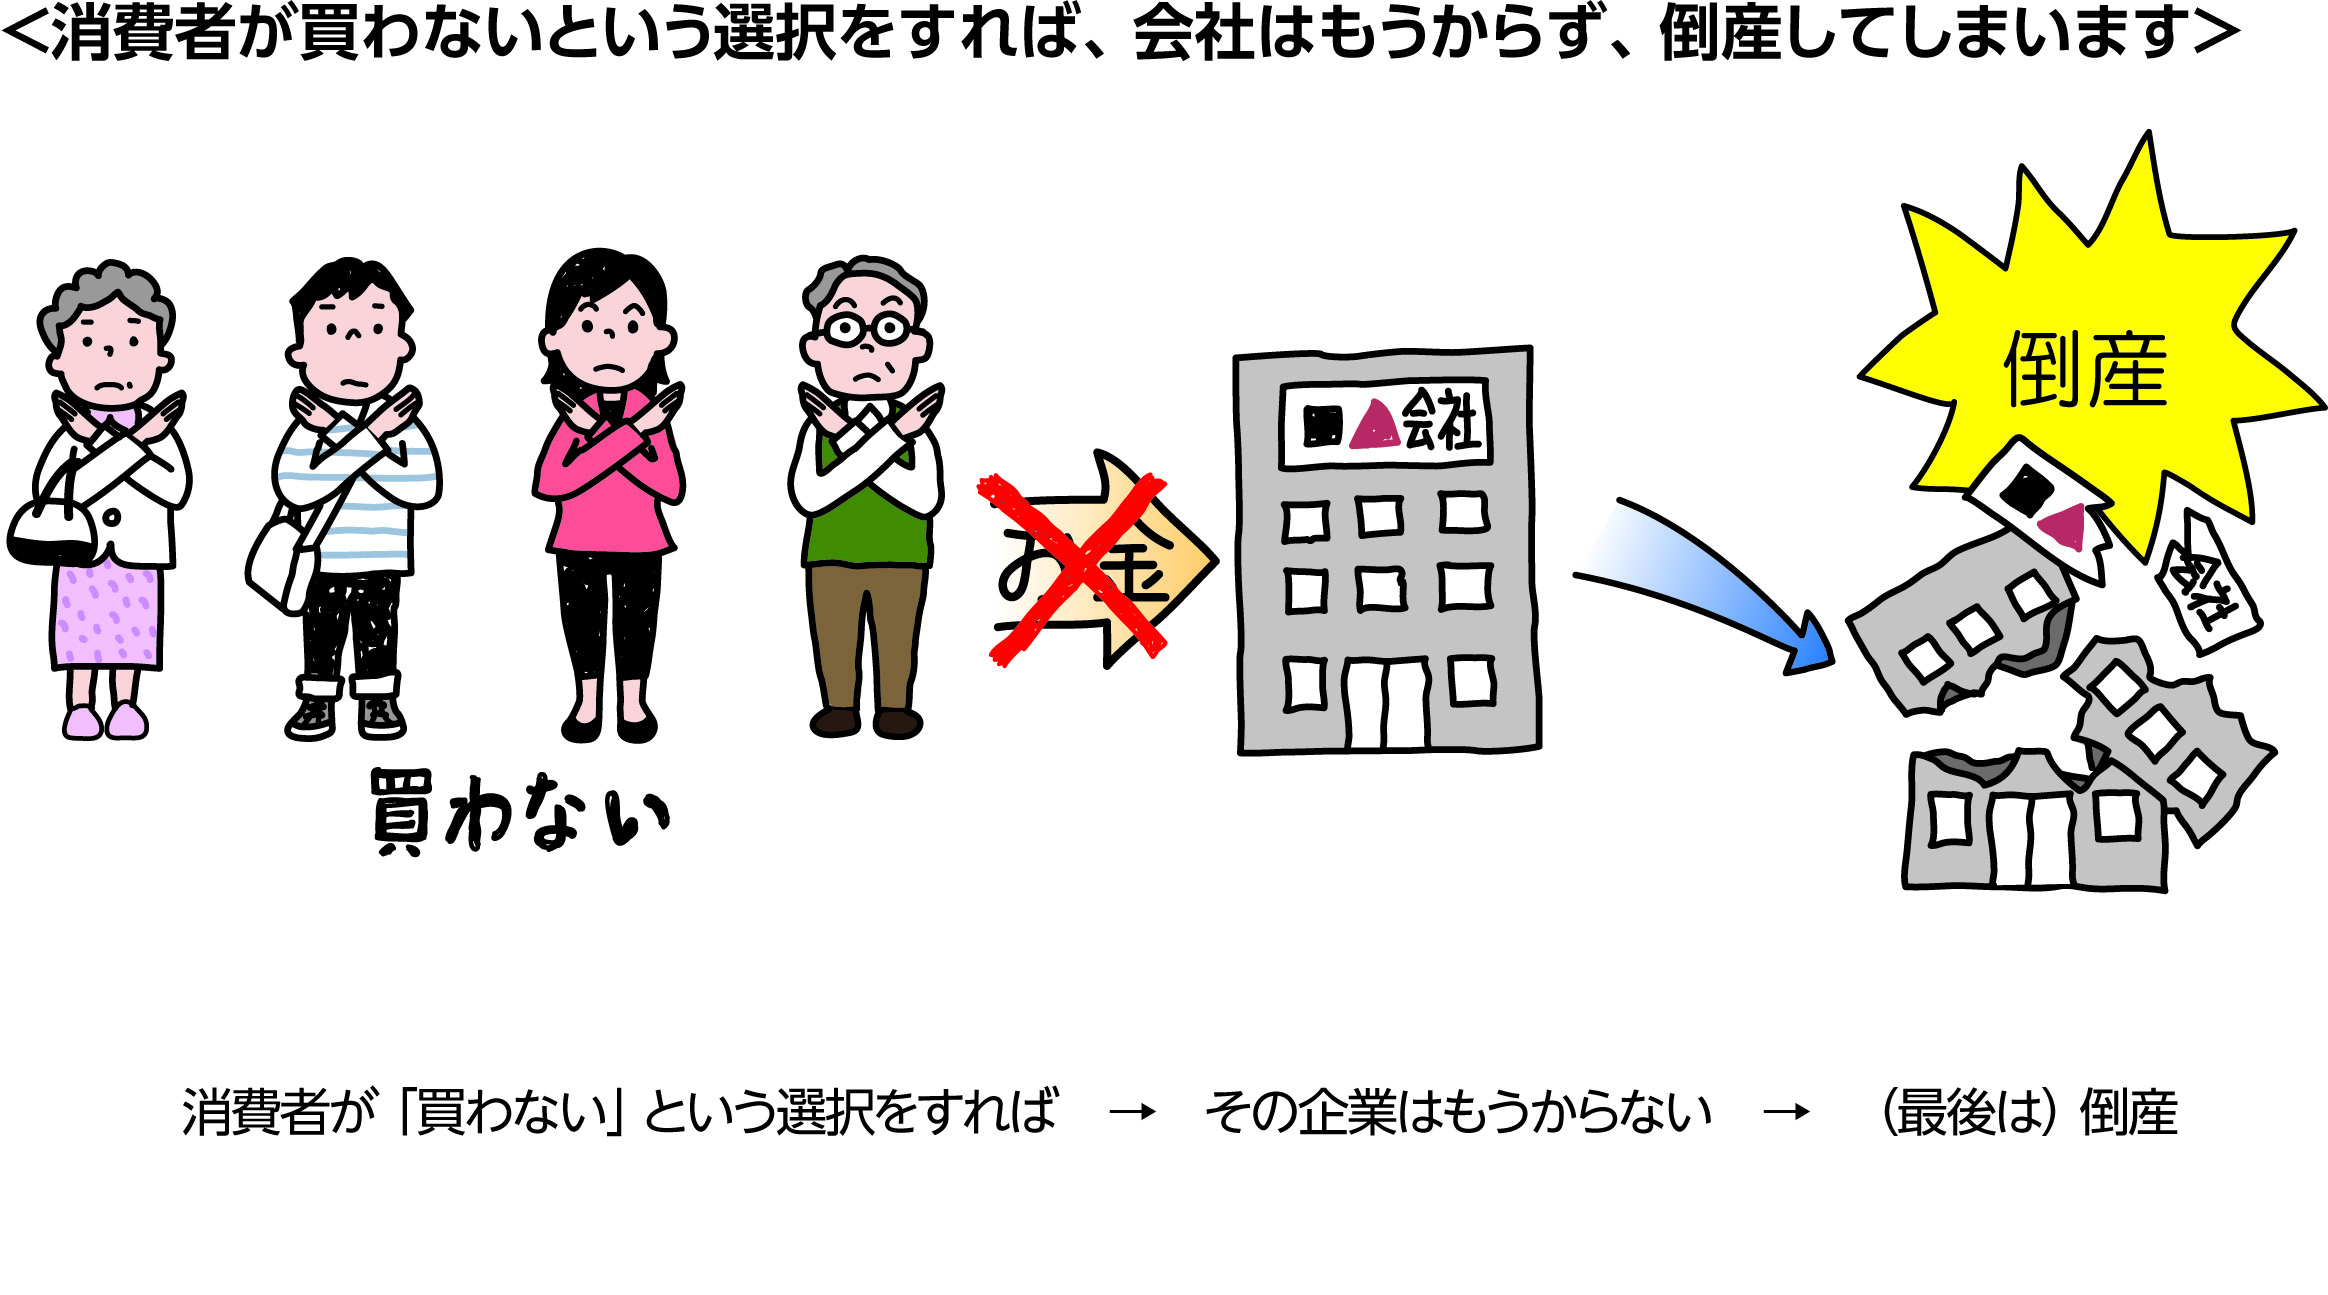 <消費者が買わないという選択をすれば、会社はもうからず、倒産してしまいます>
買わない
お金
■▲会社
倒産
■▲
会社
消費者が「買わない」という選択をすれば → その企業はもうからない → (最後は)倒産